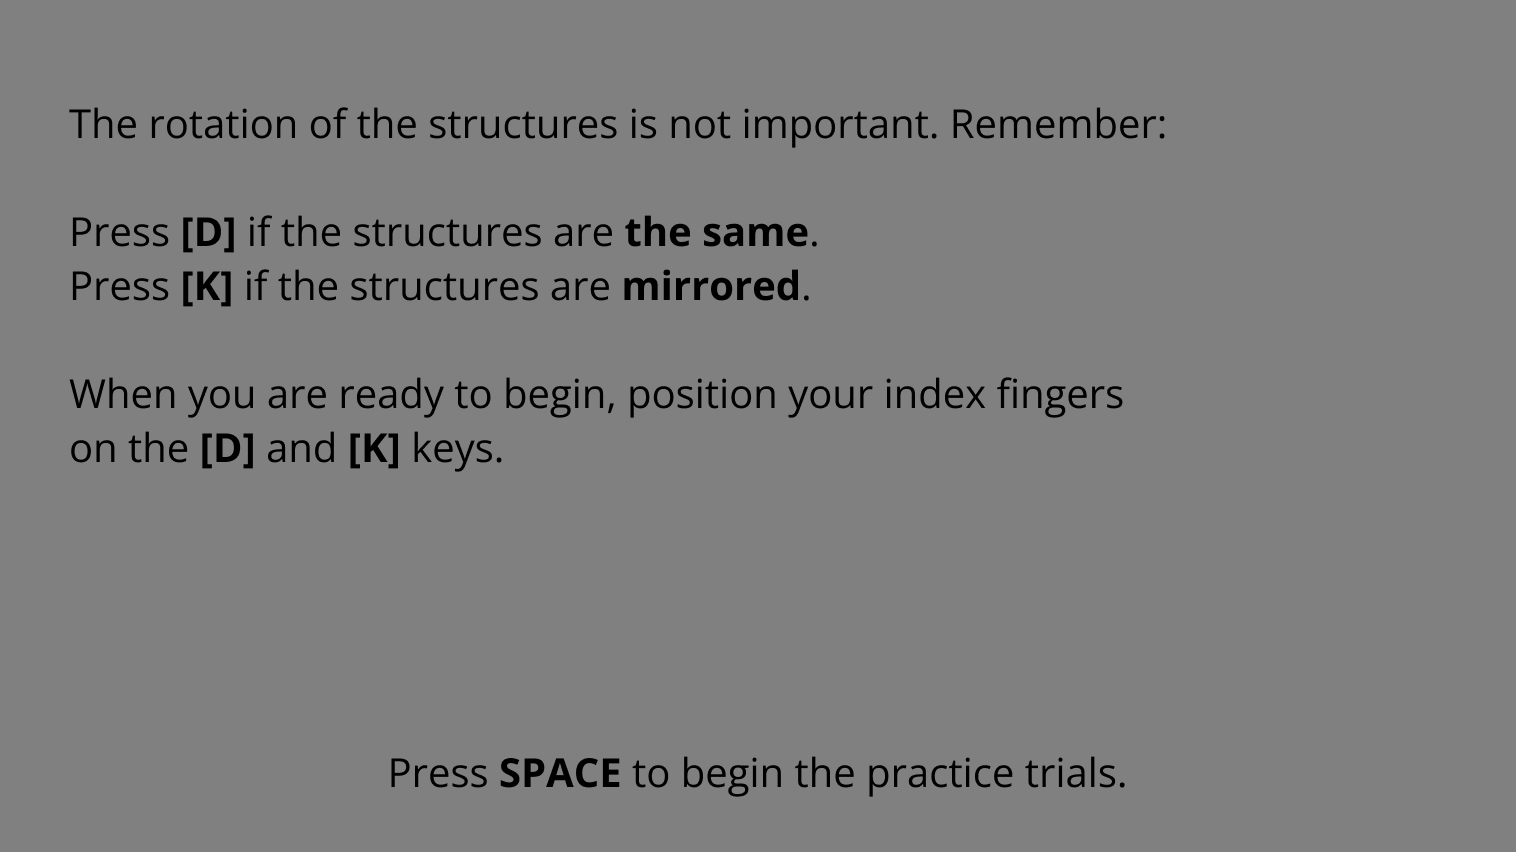 The rotation of the structures is not important. Remember:
Press [D] if the structures are the same.
Press [K] if the structures are mirrored.
When you are ready to begin, position your index fingers
on the [D] and [K] keys.
Press SPACE to begin the practice trials.